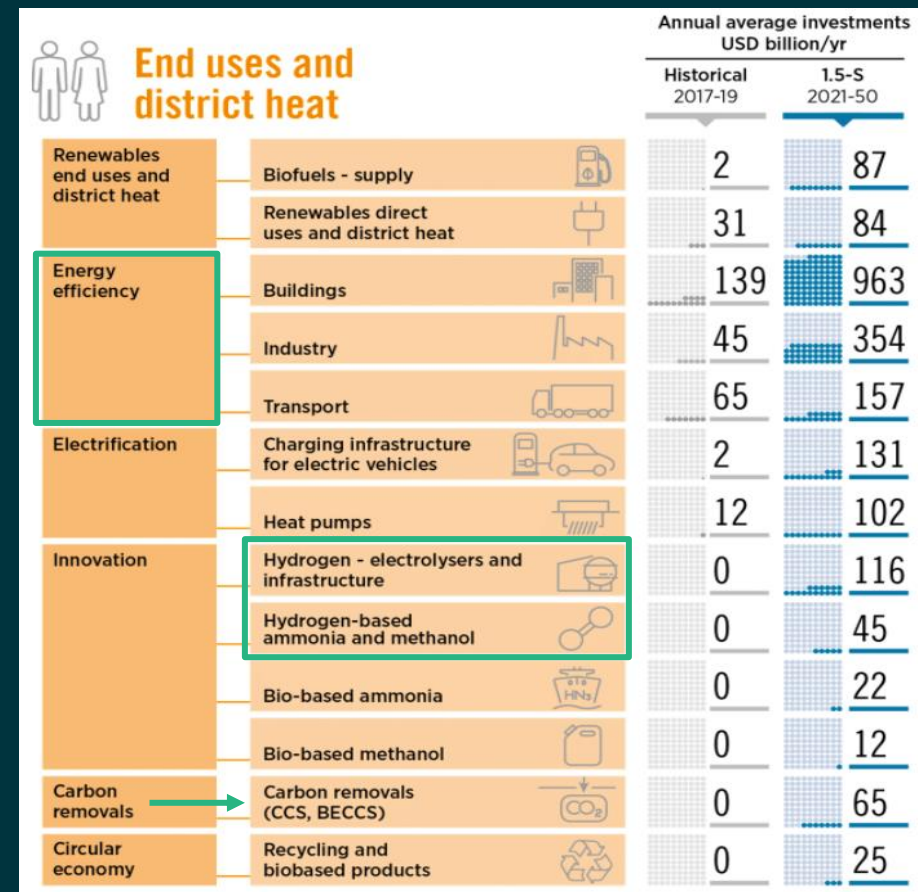 Annual average investments
USD billion/yr
End uses and
district heat
Historical
2017-19
1.5-S
2021-50
Renewables
end uses and
district heat
Biofuels - supply
2
87
Renewables direct
uses and district heat
31
84
Energy
efficiency
Buildings
139
963
Industry
45
354
Transport
65
157
Electrification
Charging infrastructure
for electric vehicles
2
131
Heat pumps
12
102
Innovation
Hydrogen - electrolysers and
infrastructure
0
116
Hydrogen-based
ammonia and methanol
0
45
Bio-based ammonia
HN₃
0
22
Bio-based methanol
0
12
Carbon
removals
Carbon removals
(CCS, BECCS)
CO₂
0
65
Circular
economy
Recycling and
biobased products
0
25